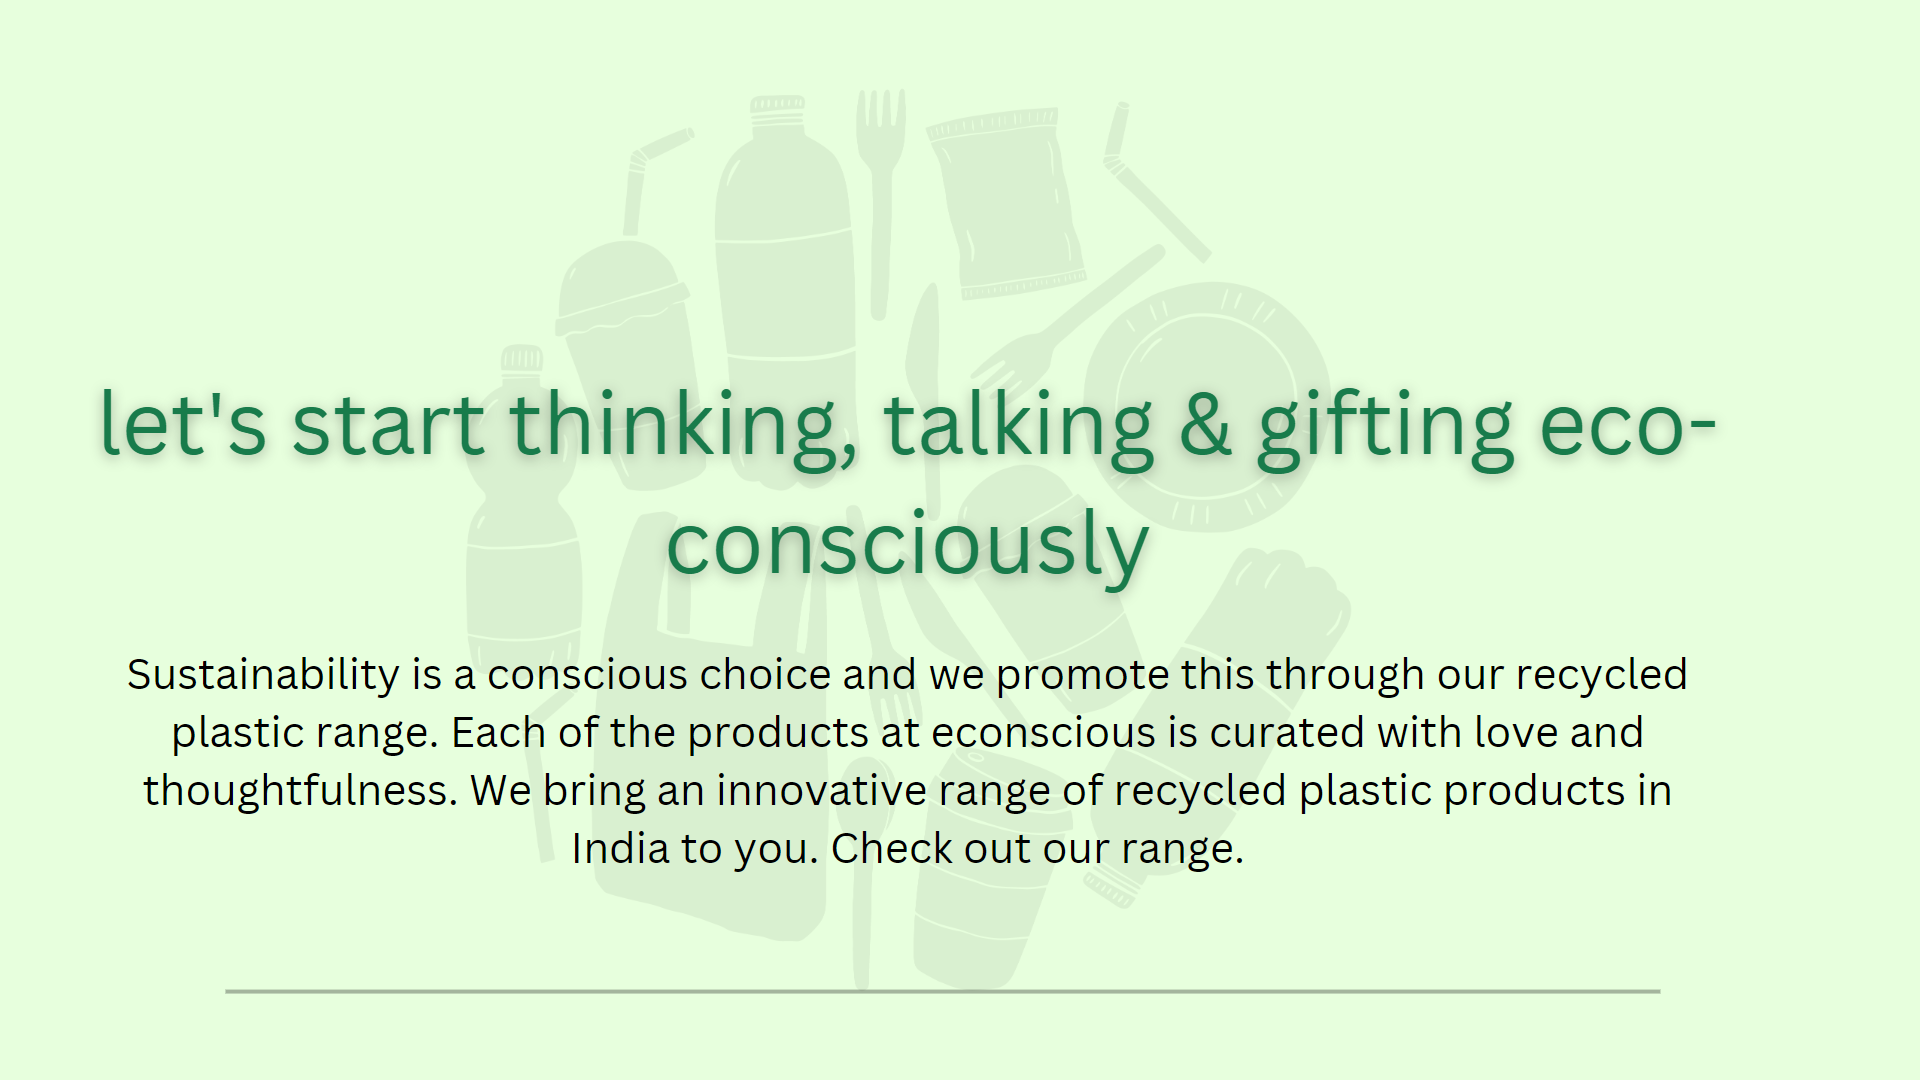 let's start thinking, talking & gifting eco-
consciously
Sustainability is a conscious choice and we promote this through our recycled
plastic range. Each of the products at econscious is curated with love and
thoughtfulness. We bring an innovative range of recycled plastic products in
India to you. Check out our range.